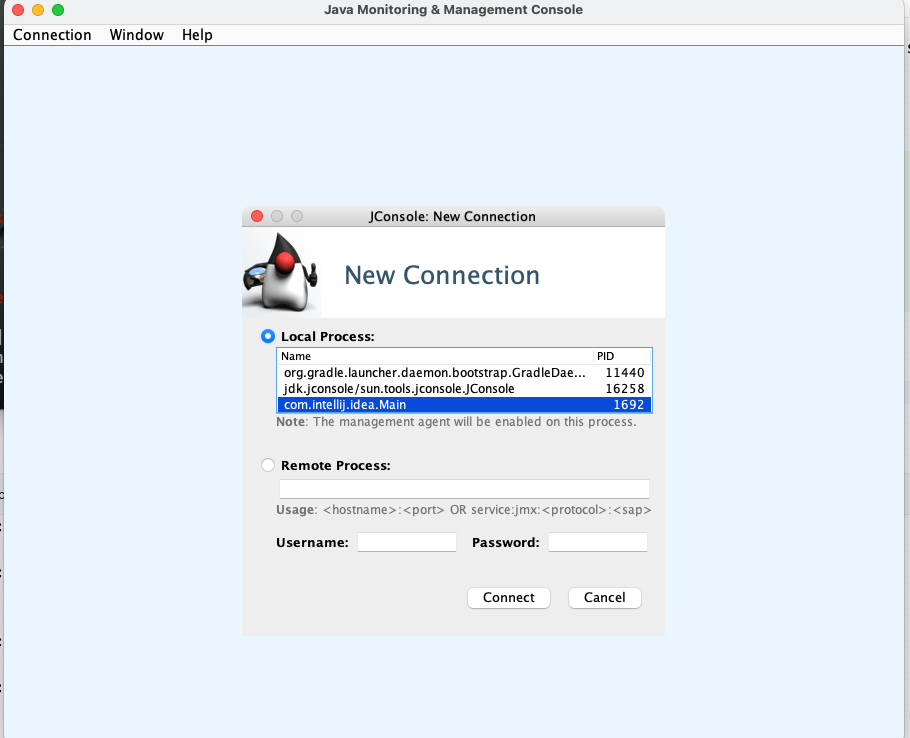 Java Monitoring & Management Console
Connection Window Help
JConsole: New Connection
New Connection
Local Process:
Name PID
org.gradle.launcher.daemon.bootstrap.GradleDae... 11440
jdk.jconsole/sun.tools.jconsole.JConsole 16258
com.intellij.idea.Main 1692
Note: The management agent will be enabled on this process.
Remote Process:
Usage: <hostname>:<port> OR service:jmx:<protocol>:<sap>
Username: Password:
Connect Cancel